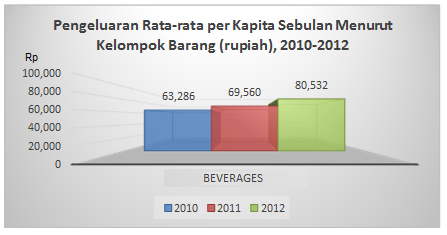 Pengeluaran Rata-rata per Kapita Sebulan Menurut
Kelompok Barang (rupiah), 2010-2012
Rp
100,000
80,000
60,000
40,000
20,000
0
63,286
69,560
80,532
BEVERAGES
2010 2011 2012